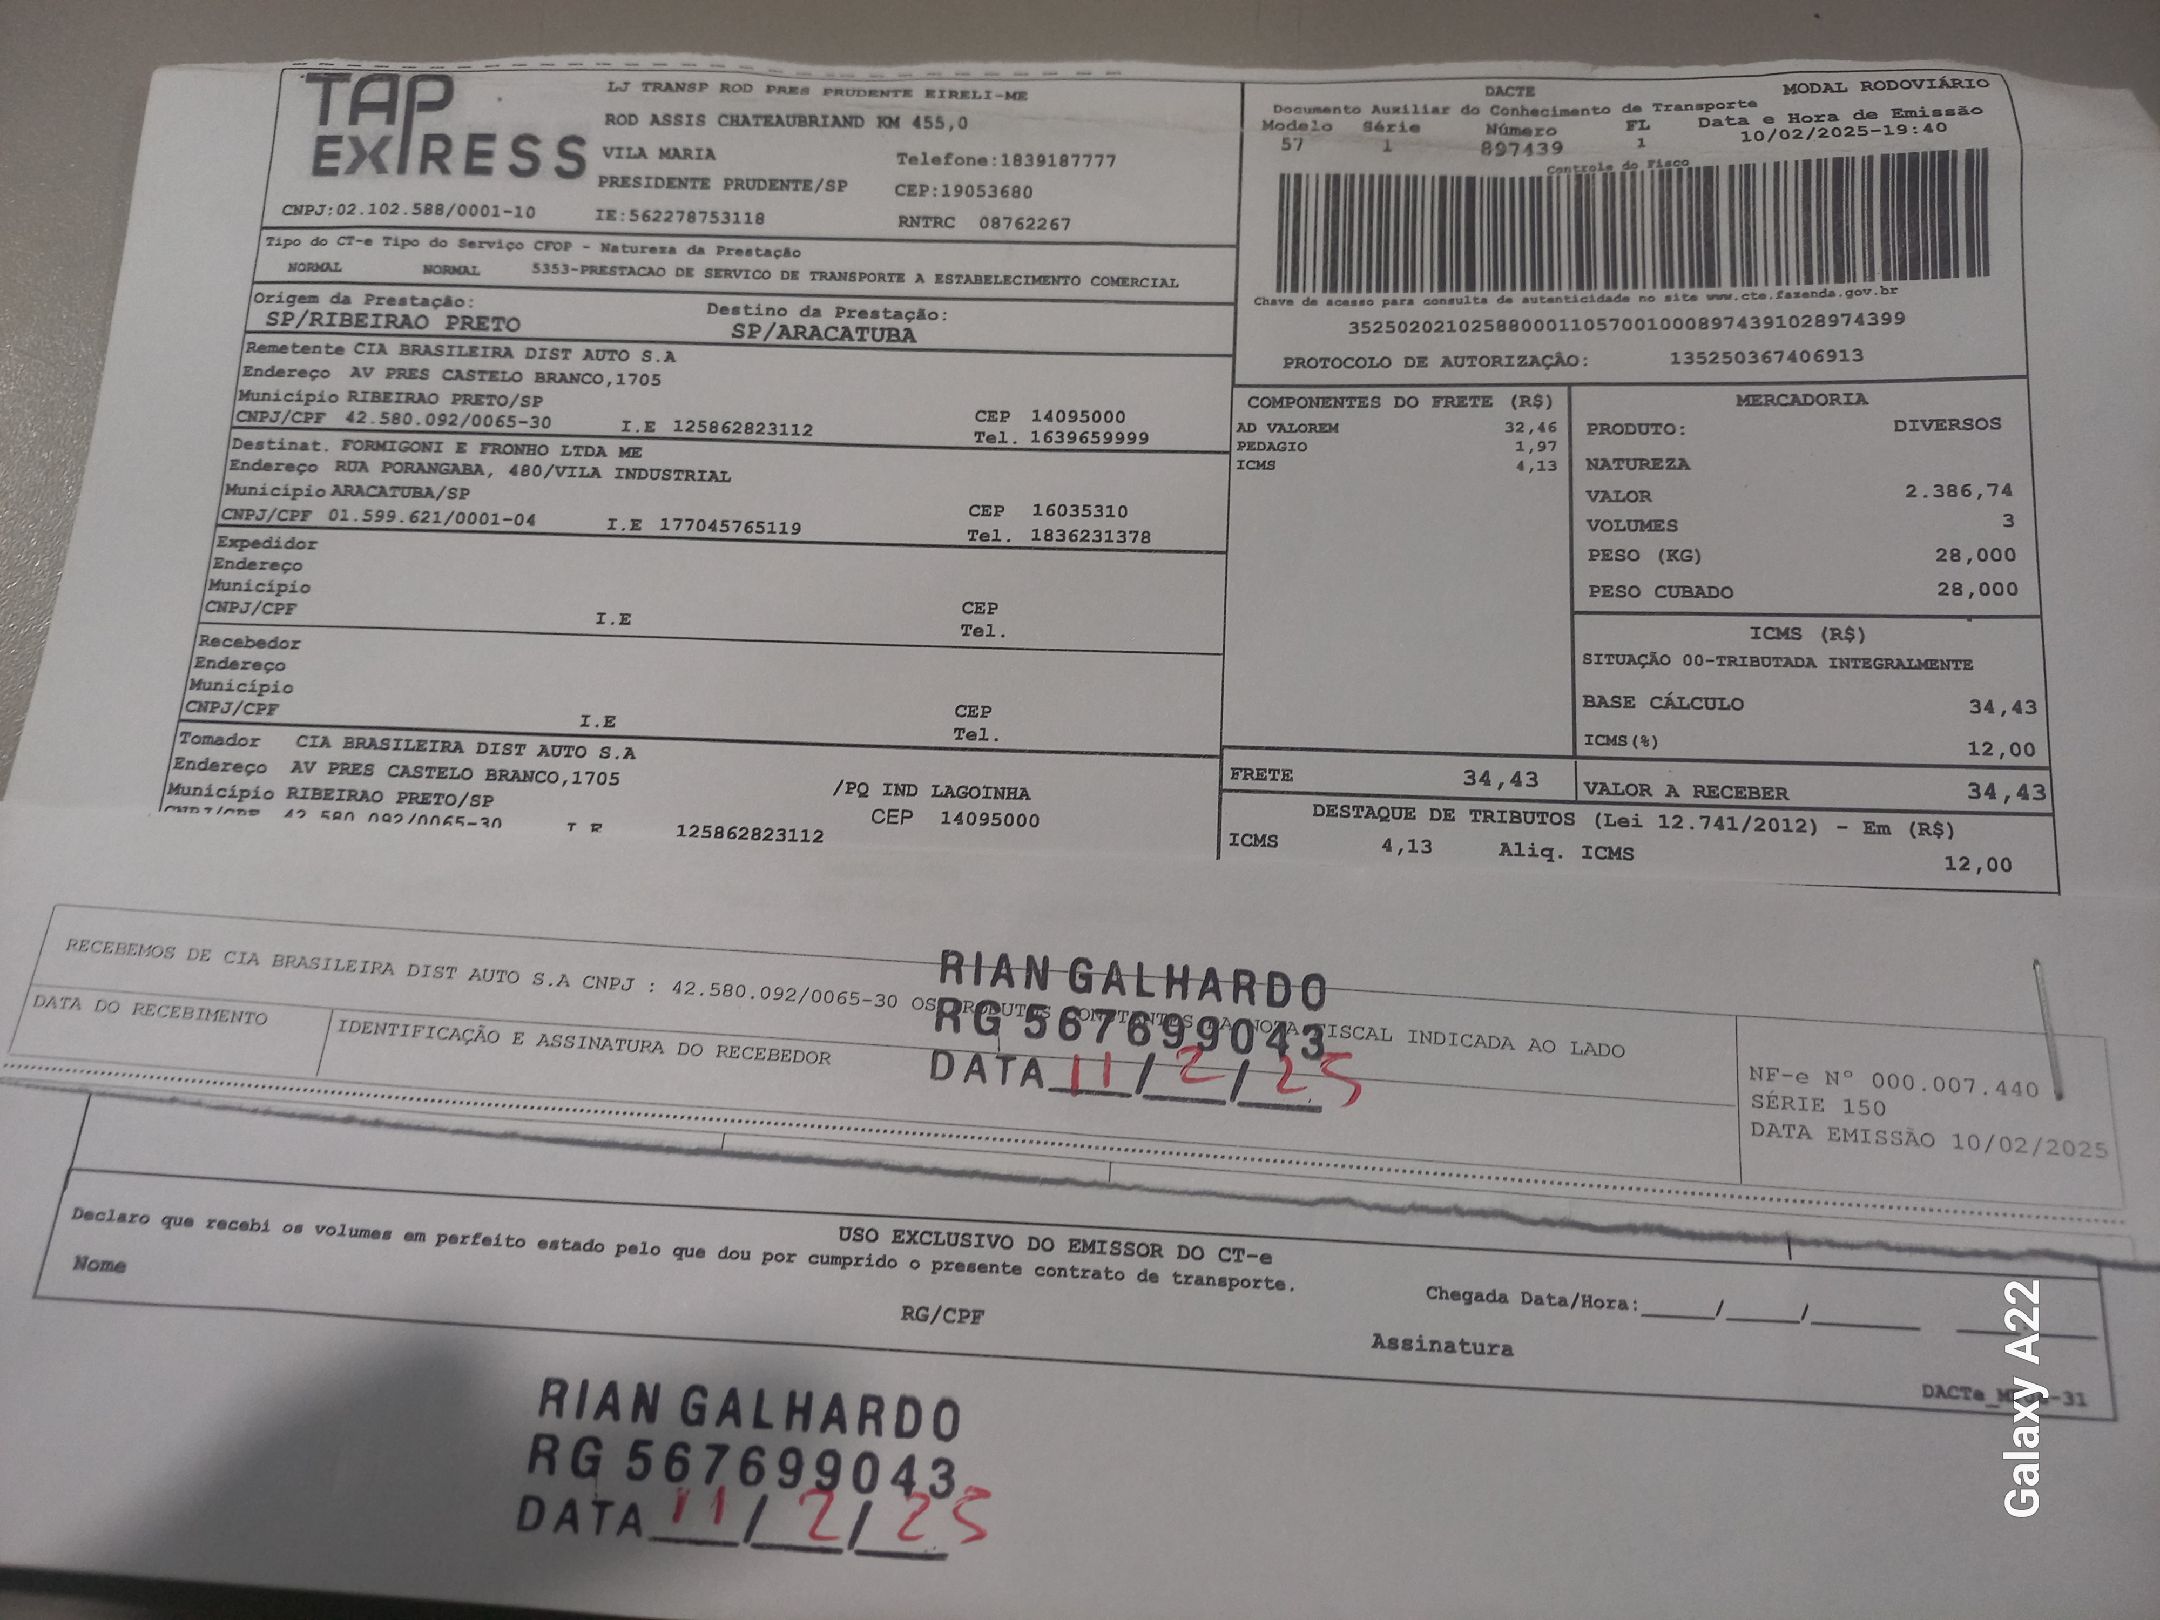 TAP EXPRESS
LJ TRANSP ROD PRES PRUDENTE EIRELI-ME
ROD ASSIS CHATEAUBRIAND KM 455,0
VILA MARIA Telefone:1839187777
PRESIDENTE PRUDENTE/SP CEP:19053680
CNPJ:02.102.588/0001-10 IE:562278753118 RNTRC 08762267
Tipo do CT-e Tipo do Serviço CFOP - Natureza da Prestação
NORMAL NORMAL 5353-PRESTACAO DE SERVICO DE TRANSPORTE A ESTABELECIMENTO COMERCIAL
Origem da Prestação: Destino da Prestação:
SP/RIBEIRAO PRETO SP/ARACATUBA
Remetente CIA BRASILEIRA DIST AUTO S.A
Endereço AV PRES CASTELO BRANCO,1705
Município RIBEIRAO PRETO/SP CEP 14095000
CNPJ/CPF 42.580.092/0065-30 I.E 125862823112 Tel. 1639659999
Destinat. FORMIGONI E FRONHO LTDA ME
Endereço RUA PORANGABA, 480/VILA INDUSTRIAL
Município ARACATUBA/SP CEP 16035310
CNPJ/CPF 01.599.621/0001-04 I.E 177045765119 Tel. 1836231378
Expedidor
Endereço
Município CEP
CNPJ/CPF I.E Tel.
Recebedor
Endereço
Município CEP
CNPJ/CPF I.E Tel.
Tomador CIA BRASILEIRA DIST AUTO S.A
Endereço AV PRES CASTELO BRANCO,1705 /PQ IND LAGOINHA
Município RIBEIRAO PRETO/SP CEP 14095000
CNPJ/CPF 42.580.092/0065-30 I.E 125862823112
DACTE MODAL RODOVIÁRIO
Documento Auxiliar do Conhecimento de Transporte
Modelo Série Número FL Data e Hora de Emissão
57 1 897439 1 10/02/2025-19:40
Controle do Fisco
Chave de acesso para consulta de autenticidade no site www.cte.fazenda.gov.br
35250202102588000110570010008974391028974399
PROTOCOLO DE AUTORIZAÇÃO: 135250367406913
COMPONENTES DO FRETE (R$)
AD VALOREM 32,46
PEDAGIO 1,97
ICMS 4,13
MERCADORIA
PRODUTO: DIVERSOS
NATUREZA
VALOR 2.386,74
VOLUMES 3
PESO (KG) 28,000
PESO CUBADO 28,000
ICMS (R$)
SITUAÇÃO 00-TRIBUTADA INTEGRALMENTE
BASE CÁLCULO 34,43
ICMS(%) 12,00
FRETE 34,43 VALOR A RECEBER 34,43
DESTAQUE DE TRIBUTOS (Lei 12.741/2012) - Em (R$)
ICMS 4,13 Aliq. ICMS 12,00
RECEBEMOS DE CIA BRASILEIRA DIST AUTO S.A CNPJ : 42.580.092/0065-30 OS PRODUTOS CONSTANTES DA NOTA FISCAL INDICADA AO LADO
DATA DO RECEBIMENTO IDENTIFICAÇÃO E ASSINATURA DO RECEBEDOR
RIAN GALHARDO
RG 567699043
DATA 11/2/25
NF-e Nº 000.007.440
SÉRIE 150
DATA EMISSÃO 10/02/2025
USO EXCLUSIVO DO EMISSOR DO CT-e
Declaro que recebi os volumes em perfeito estado pelo que dou por cumprido o presente contrato de transporte.
Nome RG/CPF Chegada Data/Hora:____/____/____
Assinatura
RIAN GALHARDO
RG 567699043
DATA 11/2/25
Galaxy A22